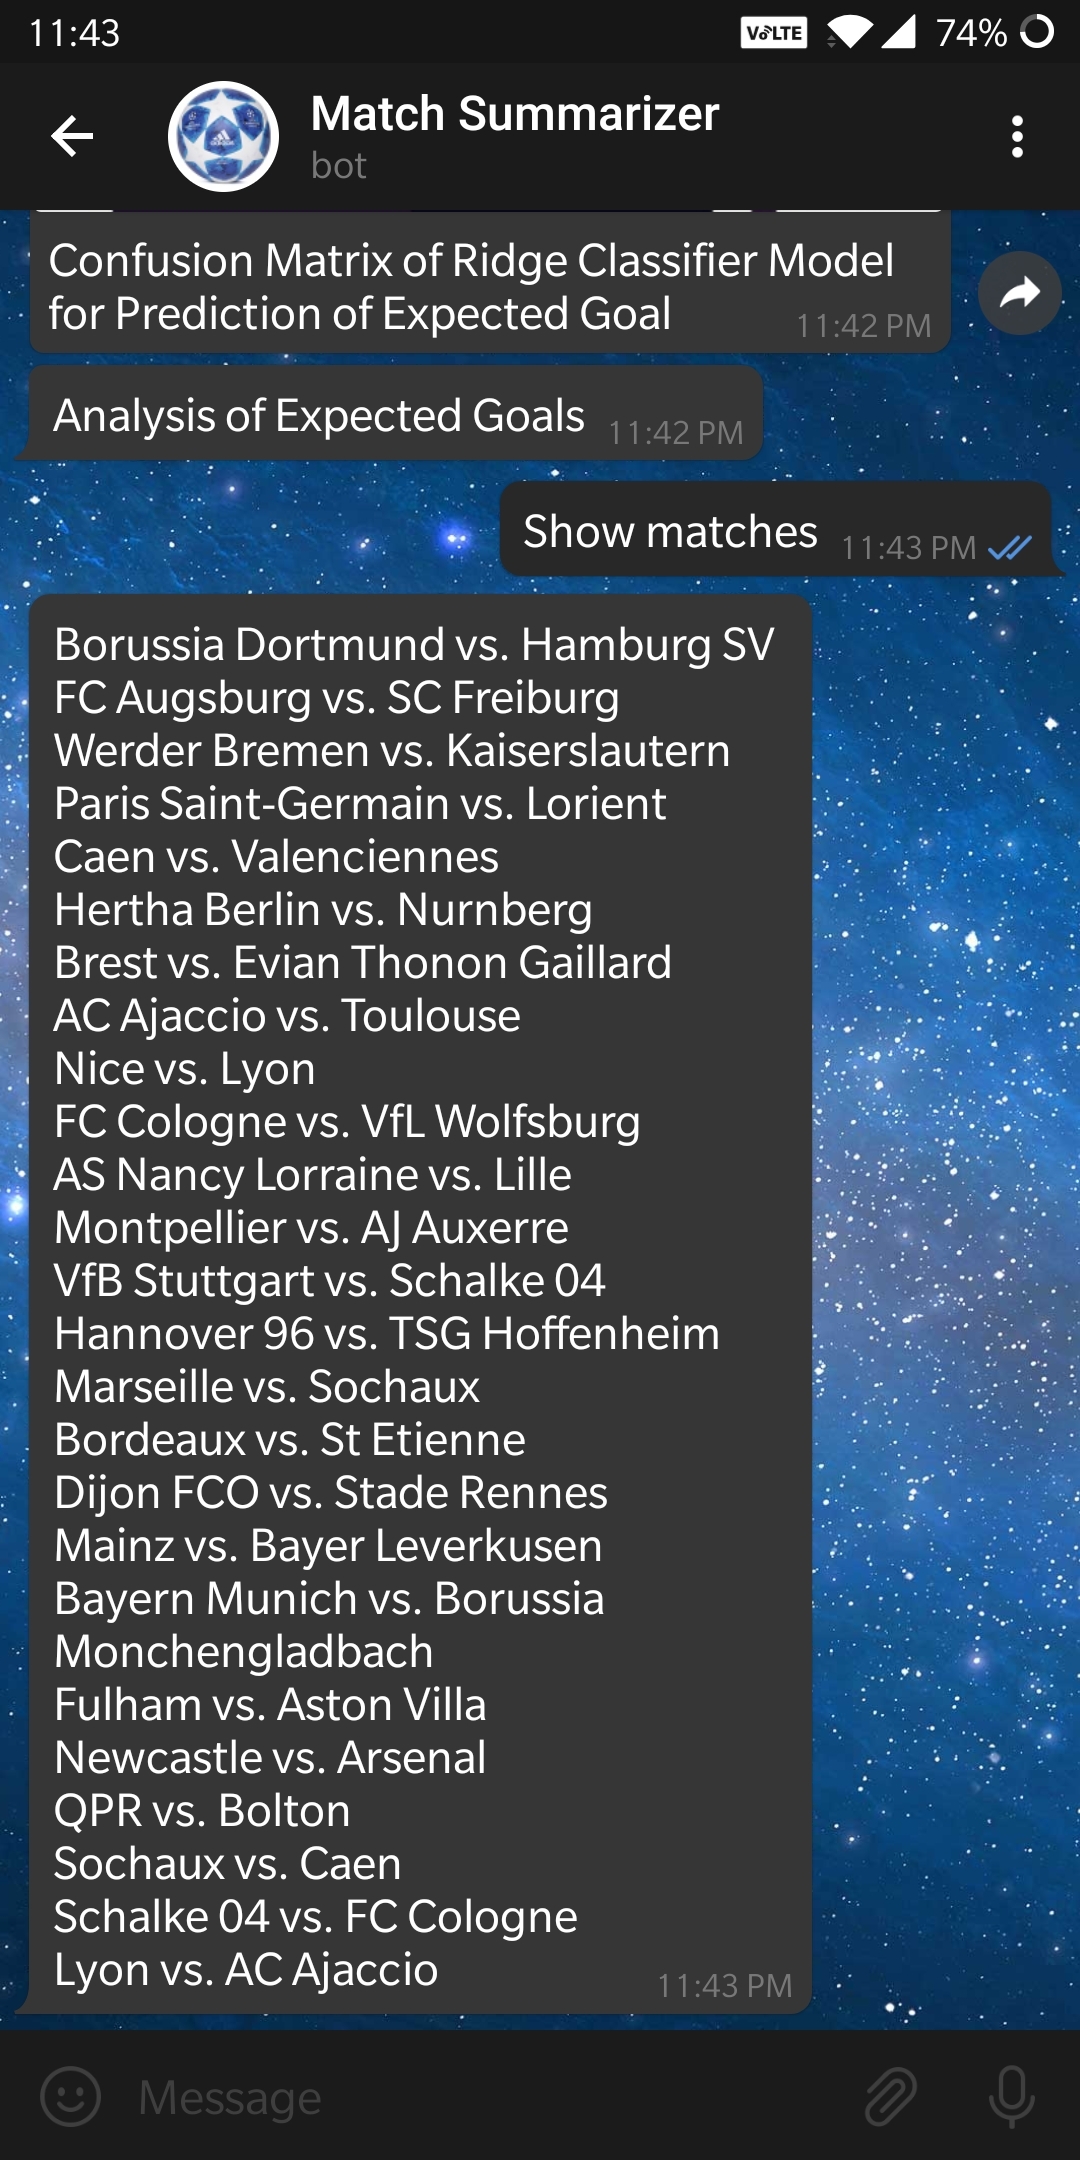 11:43
VoLTE
74%
Match Summarizer
bot
Confusion Matrix of Ridge Classifier Model
for Prediction of Expected Goal
11:42 PM
Analysis of Expected Goals
11:42 PM
Show matches
11:43 PM
Borussia Dortmund vs. Hamburg SV
FC Augsburg vs. SC Freiburg
Werder Bremen vs. Kaiserslautern
Paris Saint-Germain vs. Lorient
Caen vs. Valenciennes
Hertha Berlin vs. Nurnberg
Brest vs. Evian Thonon Gaillard
AC Ajaccio vs. Toulouse
Nice vs. Lyon
FC Cologne vs. VfL Wolfsburg
AS Nancy Lorraine vs. Lille
Montpellier vs. AJ Auxerre
VfB Stuttgart vs. Schalke 04
Hannover 96 vs. TSG Hoffenheim
Marseille vs. Sochaux
Bordeaux vs. St Etienne
Dijon FCO vs. Stade Rennes
Mainz vs. Bayer Leverkusen
Bayern Munich vs. Borussia
Monchengladbach
Fulham vs. Aston Villa
Newcastle vs. Arsenal
QPR vs. Bolton
Sochaux vs. Caen
Schalke 04 vs. FC Cologne
Lyon vs. AC Ajaccio
11:43 PM
Message